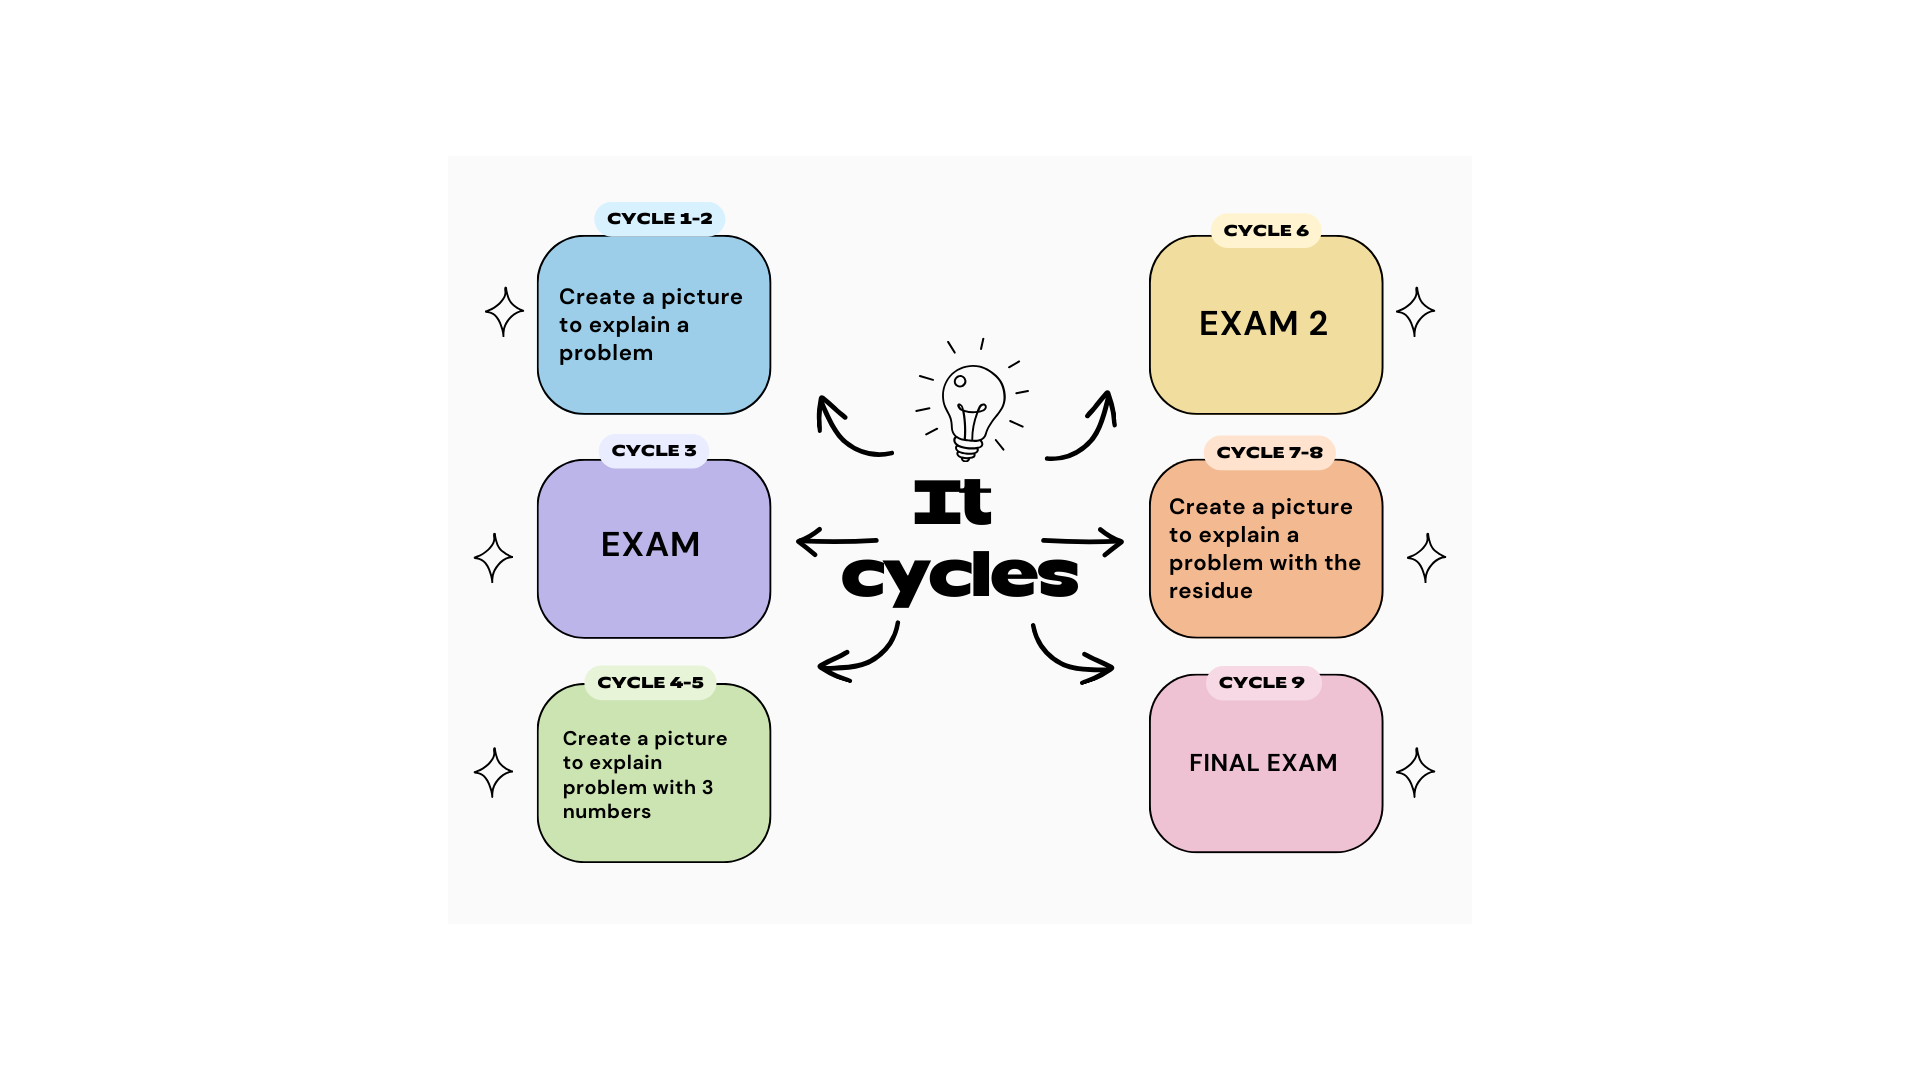 CYCLE 1-2
Create a picture
to explain a
problem
CYCLE 3
EXAM
CYCLE 4-5
Create a picture
to explain
problem with 3
numbers
It
cycles
CYCLE 6
EXAM 2
CYCLE 7-8
Create a picture
to explain a
problem with the
residue
CYCLE 9
FINAL EXAM